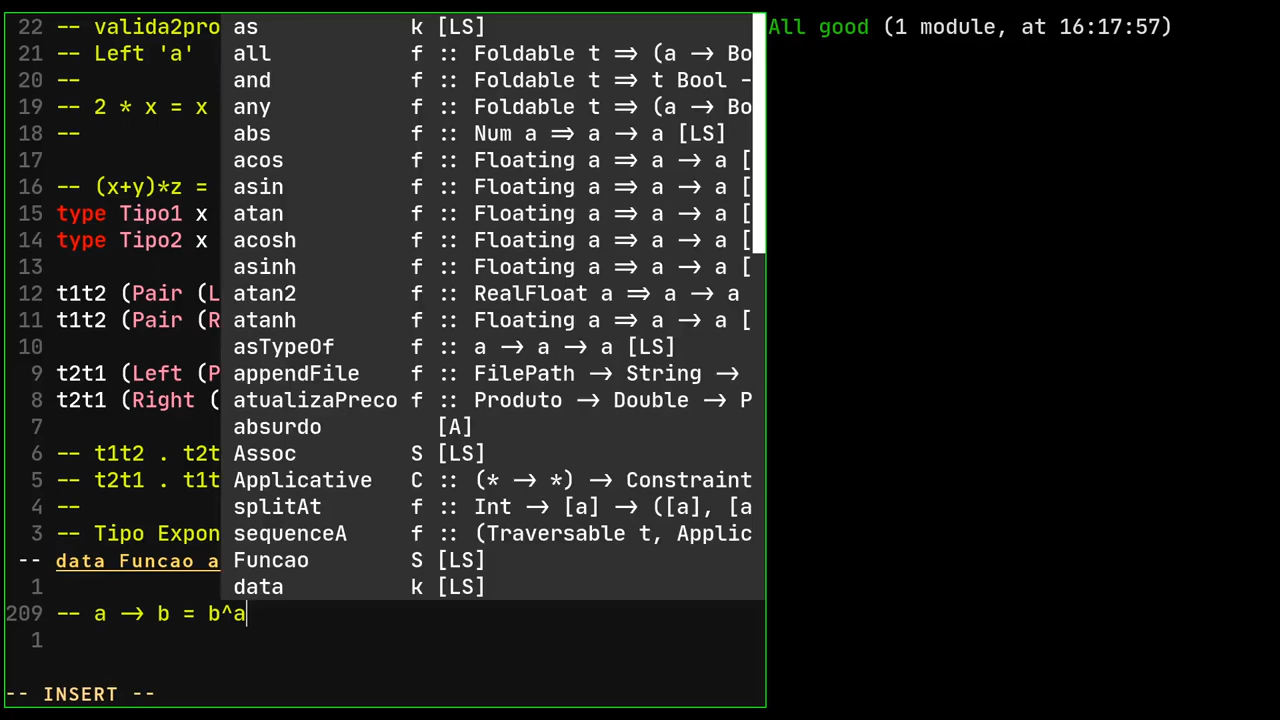 22 -- valida2pro as k [LS]
21 -- Left 'a' all f :: Foldable t => (a -> Bo
20 -- and f :: Foldable t => t Bool -
19 -- 2 * x = x any f :: Foldable t => (a -> Bo
18 -- abs f :: Num a => a -> a [LS]
17 acos f :: Floating a => a -> a [
16 -- (x+y)*z = asin f :: Floating a => a -> a [
15 type Tipo1 x atan f :: Floating a => a -> a [
14 type Tipo2 x acosh f :: Floating a => a -> a [
13 asinh f :: Floating a => a -> a [
12 t1t2 (Pair (L atan2 f :: RealFloat a => a -> a
11 t1t2 (Pair (R atanh f :: Floating a => a -> a [
10 asTypeOf f :: a -> a -> a [LS]
9 t2t1 (Left (P appendFile f :: FilePath -> String ->
8 t2t1 (Right ( atualizaPreco f :: Produto -> Double -> P
7 absurdo [A]
6 -- t1t2 . t2t Assoc S [LS]
5 -- t2t1 . t1t Applicative C :: (* -> *) -> Constraint
4 -- splitAt f :: Int -> [a] -> ([a], [a
3 -- Tipo Expon sequenceA f :: (Traversable t, Applic
-- data Funcao a Funcao S [LS]
1 data k [LS]
209 -- a -> b = b^a
1
-- INSERT --
All good (1 module, at 16:17:57)